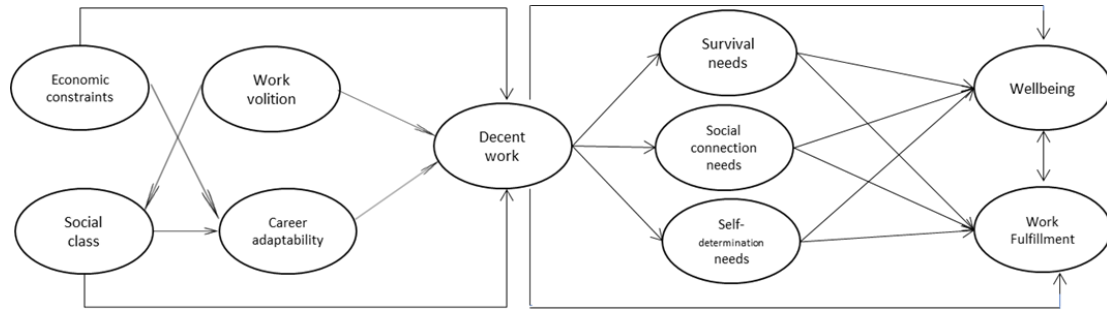 Economic
constraints
Work
volition
Social
class
Career
adaptability
Decent
work
Survival
needs
Social
connection
needs
Self-
determination
needs
Wellbeing
Work
Fulfillment